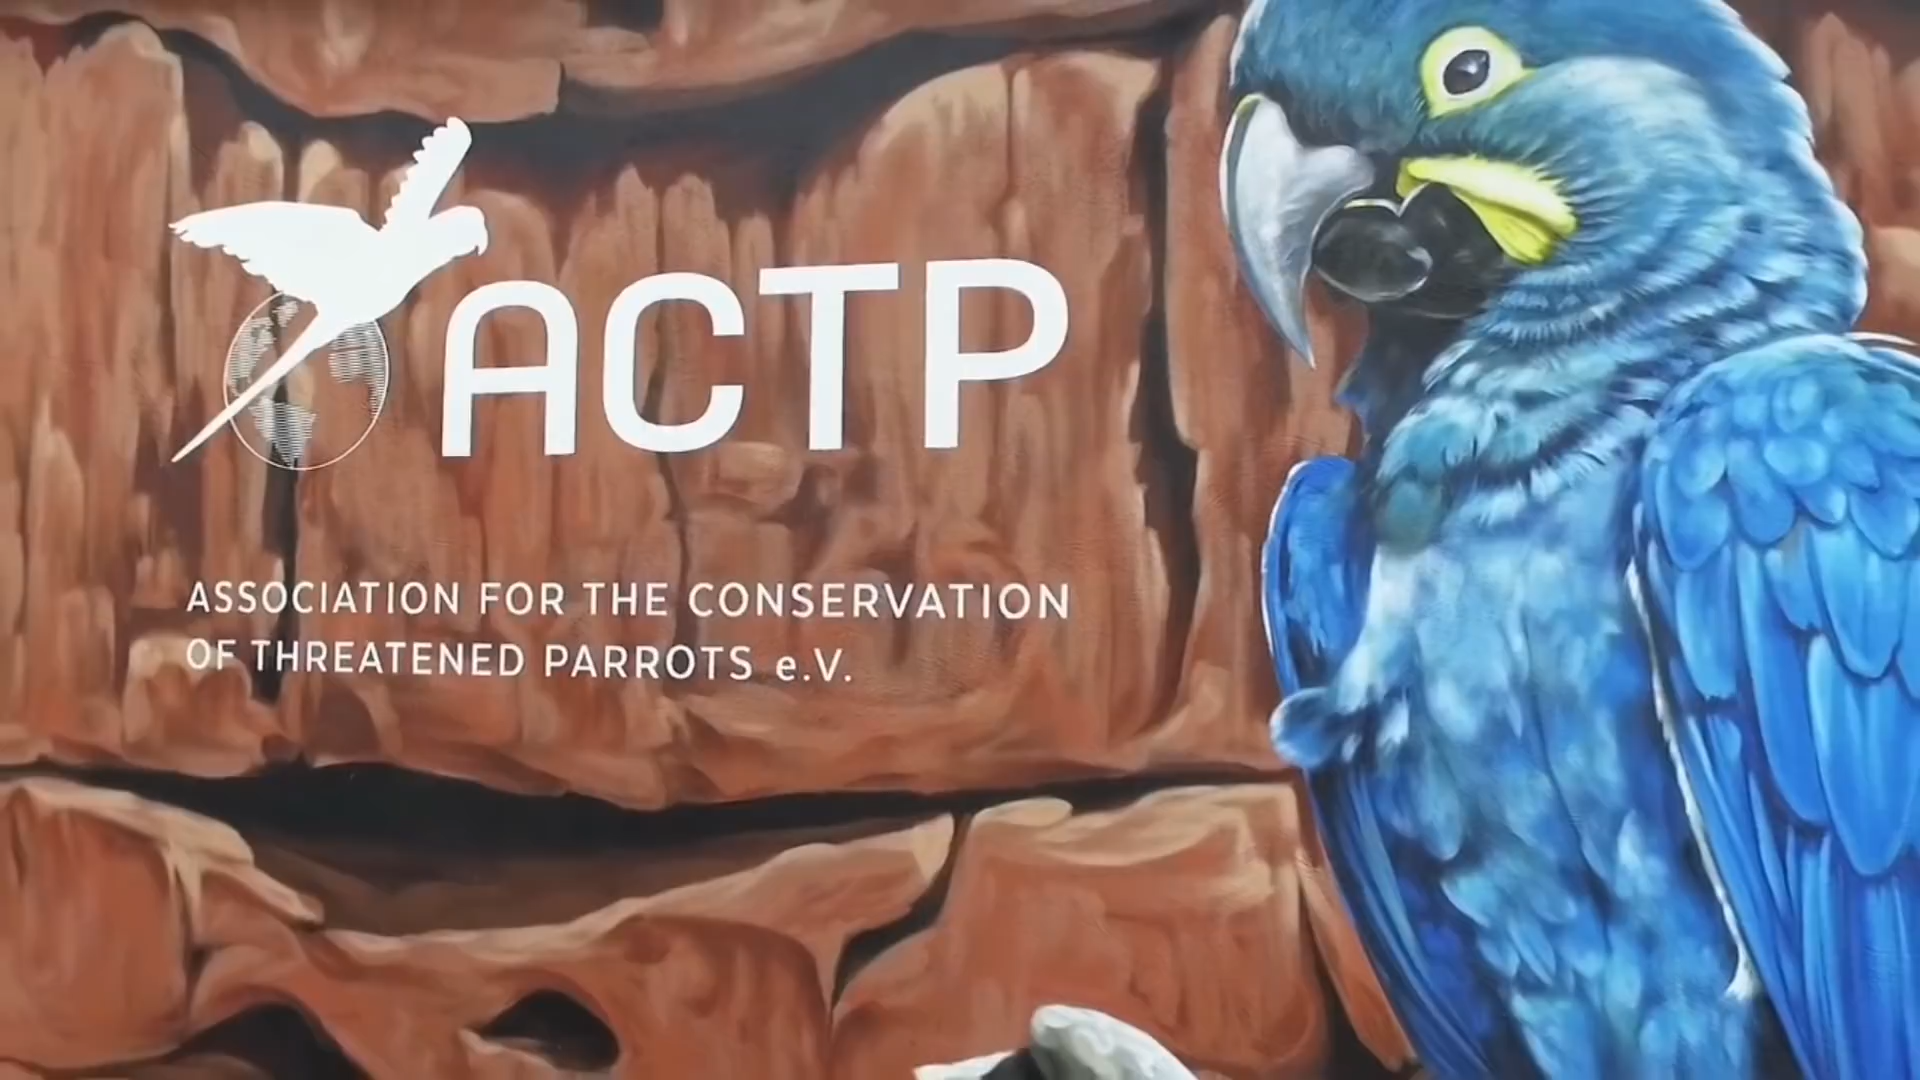 ACTP
ASSOCIATION FOR THE CONSERVATION
OF THREATENED PARROTS e.V.